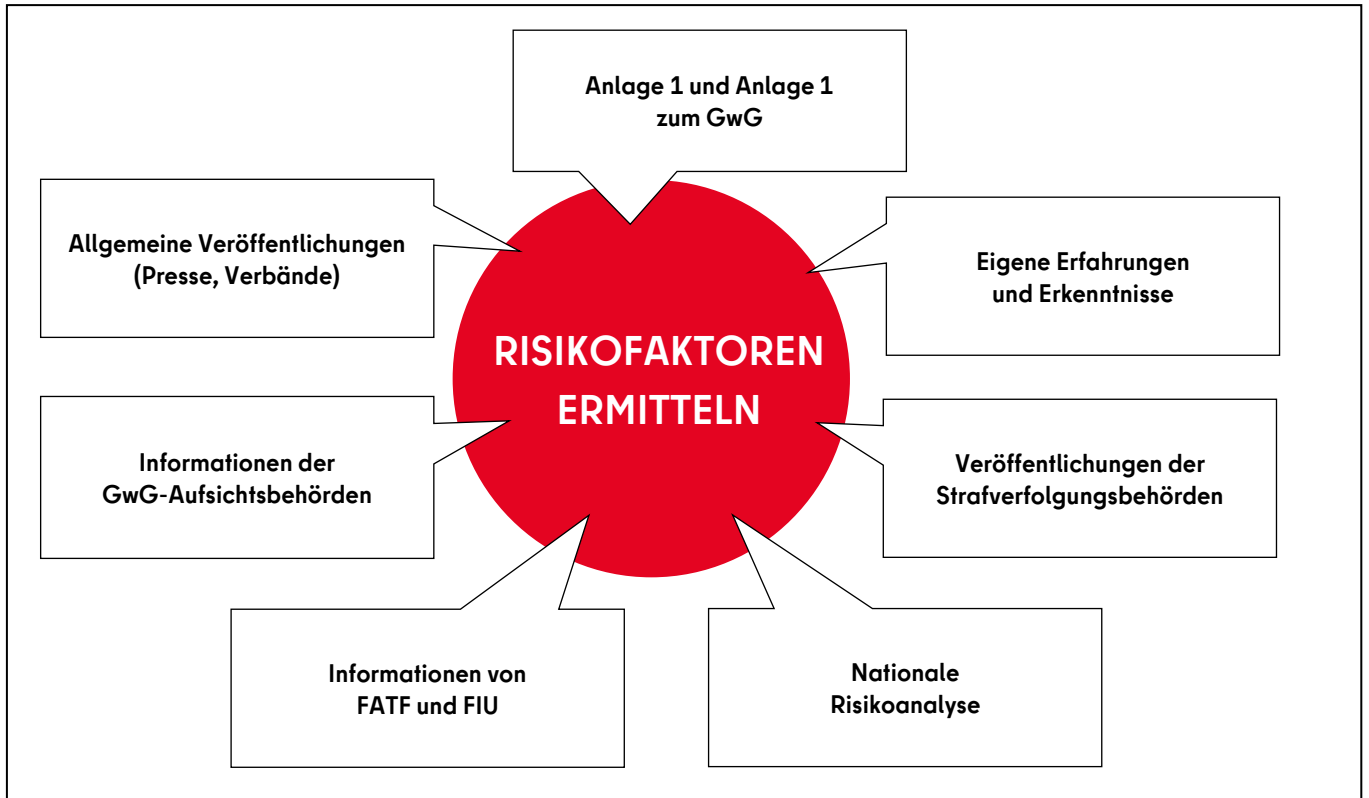 Anlage 1 und Anlage 1
zum GwG
Allgemeine Veröffentlichungen
(Presse, Verbände)
Eigene Erfahrungen
und Erkenntnisse
RISIKOFAKTOREN
ERMITTELN
Informationen der
GwG-Aufsichtsbehörden
Veröffentlichungen der
Strafverfolgungsbehörden
Informationen von
FATF und FIU
Nationale
Risikoanalyse